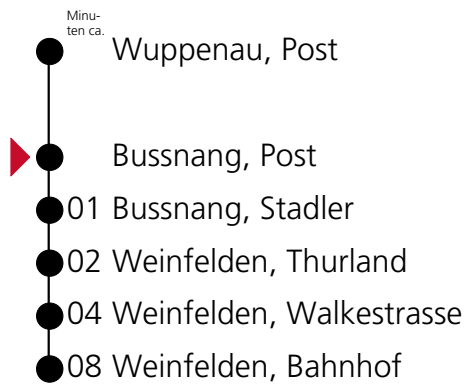 Minu-
ten ca.
Wuppenau, Post
Bussnang, Post
01 Bussnang, Stadler
02 Weinfelden, Thurland
04 Weinfelden, Walkestrasse
08 Weinfelden, Bahnhof